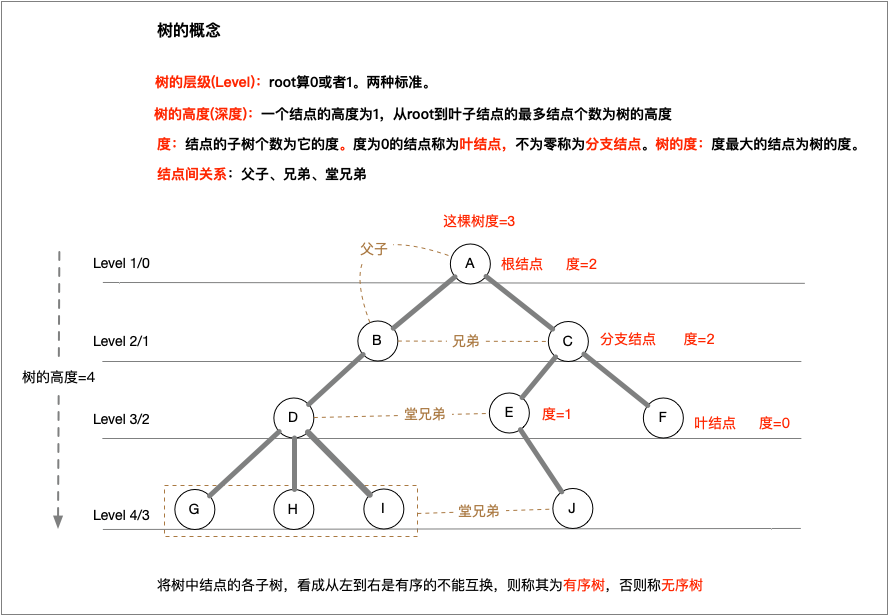 树的概念
树的层级(Level)：root算0或者1。两种标准。
树的高度(深度)：一个结点的高度为1，从root到叶子结点的最多结点个数为树的高度
度：结点的子树个数为它的度。度为0的结点称为叶结点，不为零称为分支结点。树的度：度最大的结点为树的度。
结点间关系：父子、兄弟、堂兄弟
这棵树度=3
父子
Level 1/0
A
根结点 度=2
Level 2/1
B
兄弟
C
分支结点 度=2
树的高度=4
Level 3/2
D
堂兄弟
E
度=1
F
叶结点 度=0
Level 4/3
G
H
I
堂兄弟
J
将树中结点的各子树，看成从左到右是有序的不能互换，则称其为有序树，否则称无序树